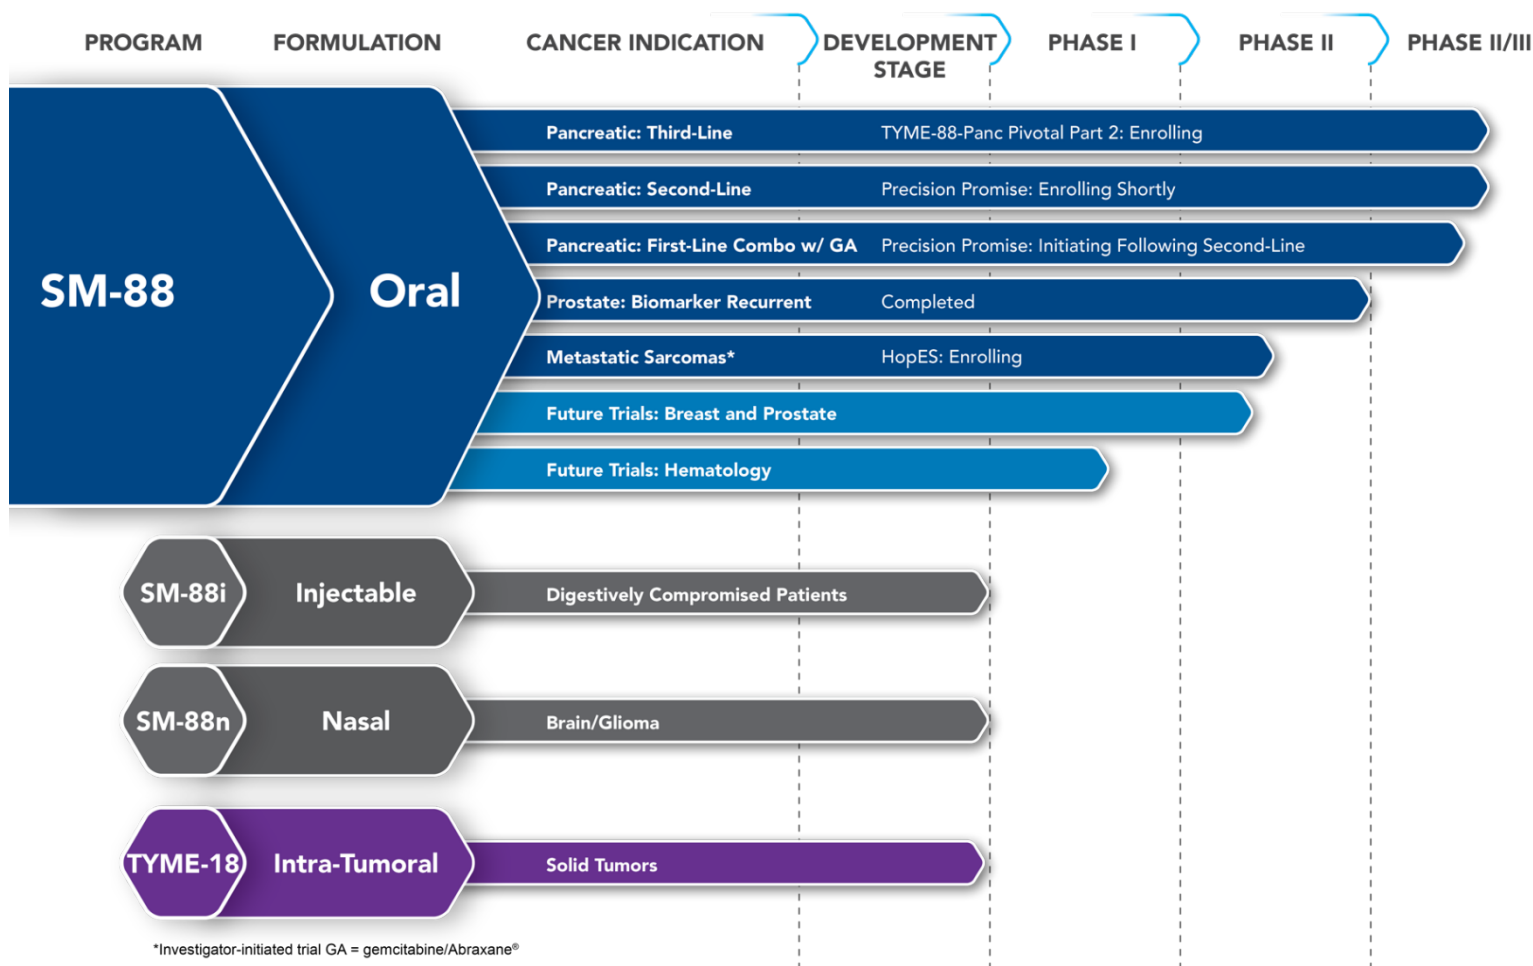 PROGRAM FORMULATION CANCER INDICATION DEVELOPMENT PHASE I PHASE II PHASE II/III
STAGE
SM-88 Oral
Pancreatic: Third-Line TYME-88-Panc Pivotal Part 2: Enrolling
Pancreatic: Second-Line Precision Promise: Enrolling Shortly
Pancreatic: First-Line Combo w/ GA Precision Promise: Initiating Following Second-Line
Prostate: Biomarker Recurrent Completed
Metastatic Sarcomas* HopES: Enrolling
Future Trials: Breast and Prostate
Future Trials: Hematology
SM-88i Injectable Digestively Compromised Patients
SM-88n Nasal Brain/Glioma
TYME-18 Intra-Tumoral Solid Tumors
*Investigator-initiated trial GA = gemcitabine/Abraxane®